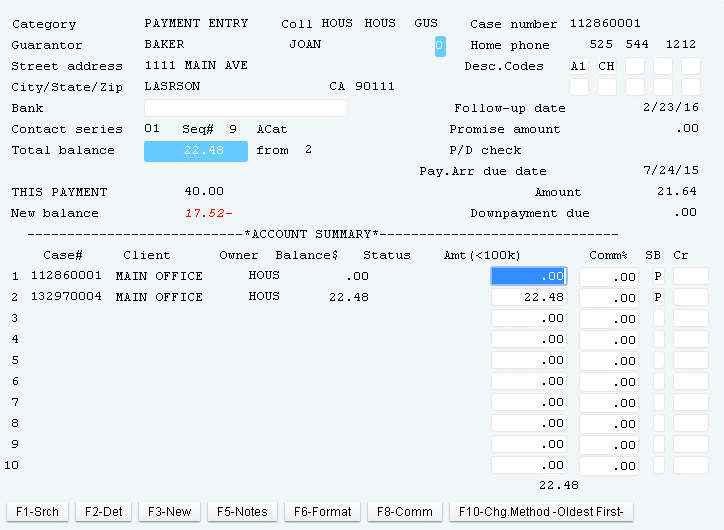 Category PAYMENT ENTRY Coll HOUS HOUS GUS Case number 112860001
Guarantor BAKER JOAN 0 Home phone 525 544 1212
Street address 1111 MAIN AVE Desc.Codes A1 CH
City/State/Zip LASRSON CA 90111
Bank Follow-up date 2/23/16
Contact series 01 Seq# 9 ACat Promise amount .00
Total balance 22.48 from 2 P/D check
Pay.Arr due date 7/24/15
THIS PAYMENT 40.00 Amount 21.64
New balance 17.52- Downpayment due .00
---------------------------*ACCOUNT SUMMARY*------------------------------
Case# Client Owner Balance$ Status Amt(<100k) Comm% SB Cr
1 112860001 MAIN OFFICE HOUS .00 .00 .00 P
2 132970004 MAIN OFFICE HOUS 22.48 22.48 .00 P
3 .00 .00
4 .00 .00
5 .00 .00
6 .00 .00
7 .00 .00
8 .00 .00
9 .00 .00
10 .00 .00
22.48
F1-Srch F2-Det F3-New F5-Notes F6-Format F8-Comm F10-Chg.Method -Oldest First-